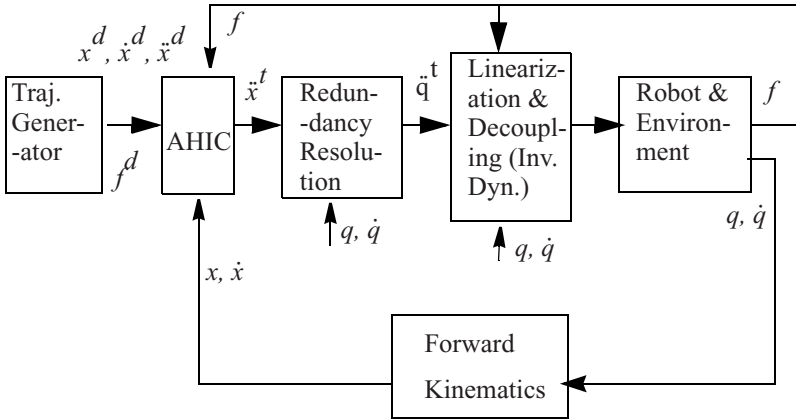 f
x^d, ẋ^d, ẍ^d
Traj.
Gener-
-ator
f^d
AHIC
ẍ^t
Redun-
-dancy
Resolu-
tion
q, q̇
q̈^t
Lineariz-
ation &
Decoupl-
ing (Inv.
Dyn.)
q, q̇
Robot &
Environ-
ment
f
q, q̇
x, ẋ
Forward
Kinematics